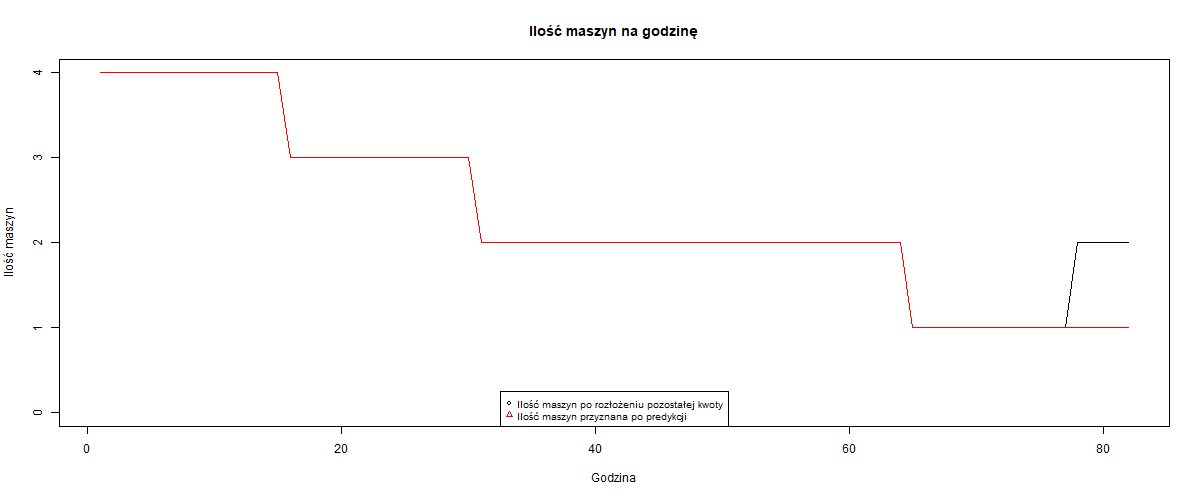 Ilość maszyn na godzinę
Ilość maszyn
4
3
2
1
0
Ilość maszyn po rozłożeniu pozostałej kwoty
Ilość maszyn przyznana po predykcji
0 20 40 60 80
Godzina